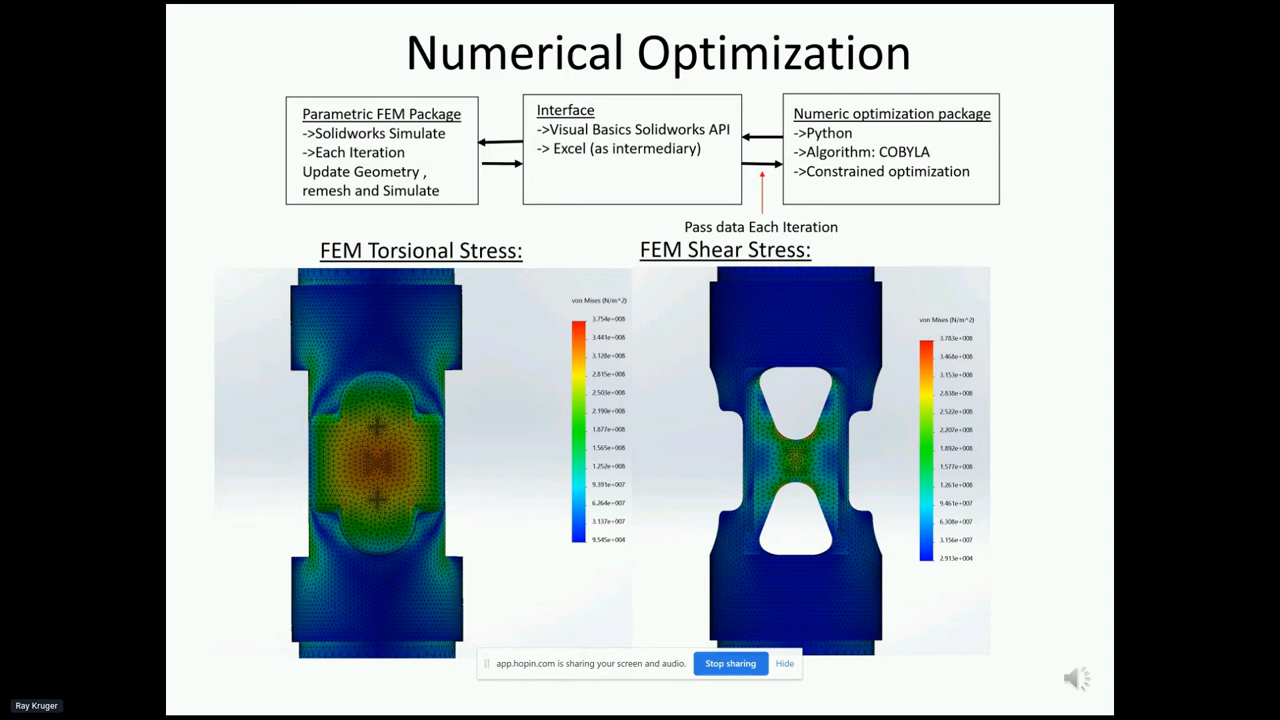 Numerical Optimization
Parametric FEM Package
->Solidworks Simulate
->Each Iteration
Update Geometry ,
remesh and Simulate
Interface
->Visual Basics Solidworks API
-> Excel (as intermediary)
Numeric optimization package
->Python
->Algorithm: COBYLA
->Constrained optimization
Pass data Each Iteration
FEM Torsional Stress:
FEM Shear Stress:
von Mises (N/m^2)
3.754e+008
3.441e+008
3.128e+008
2.815e+008
2.503e+008
2.190e+008
1.877e+008
1.565e+008
1.252e+008
9.391e+007
6.264e+007
3.137e+007
9.545e+004
von Mises (N/m^2)
3.783e+008
3.468e+008
3.153e+008
2.838e+008
2.522e+008
2.207e+008
1.892e+008
1.577e+008
1.261e+008
9.461e+007
6.308e+007
3.156e+007
2.913e+004
app.hopin.com is sharing your screen and audio.
Stop sharing
Hide
Ray Kruger